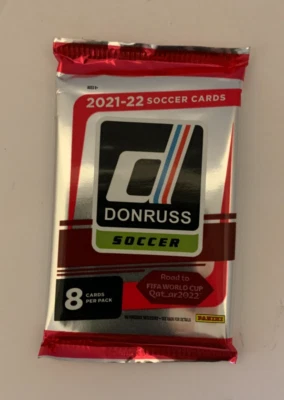 2021-22 SOCCER CARDS
d
DONRUSS
SOCCER
Road to
FIFA WORLD CUP
Qatar2022
8 CARDS
PER PACK
PANINI